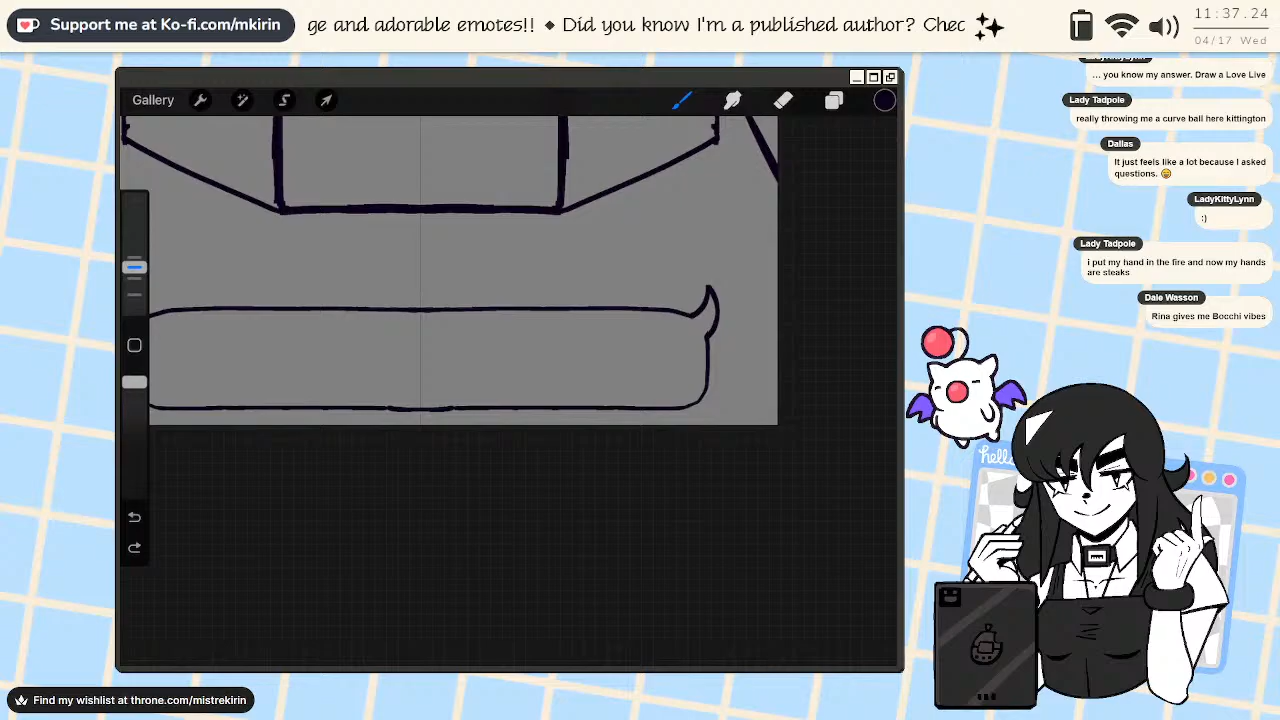 Support me at Ko-fi.com/mkirin
ge and adorable emotes!! ◆ Did you know I'm a published author? Chec
11:37.24
04/17 Wed
LadyKittyLynn
... you know my answer. Draw a Love Live
Lady Tadpole
really throwing me a curve ball here kittington
Dallas
It just feels like a lot because I asked
questions. 😅
LadyKittyLynn
:)
Lady Tadpole
i put my hand in the fire and now my hands
are steaks
Dale Wasson
Rina gives me Bocchi vibes
Gallery
hello
Find my wishlist at throne.com/mistrekirin